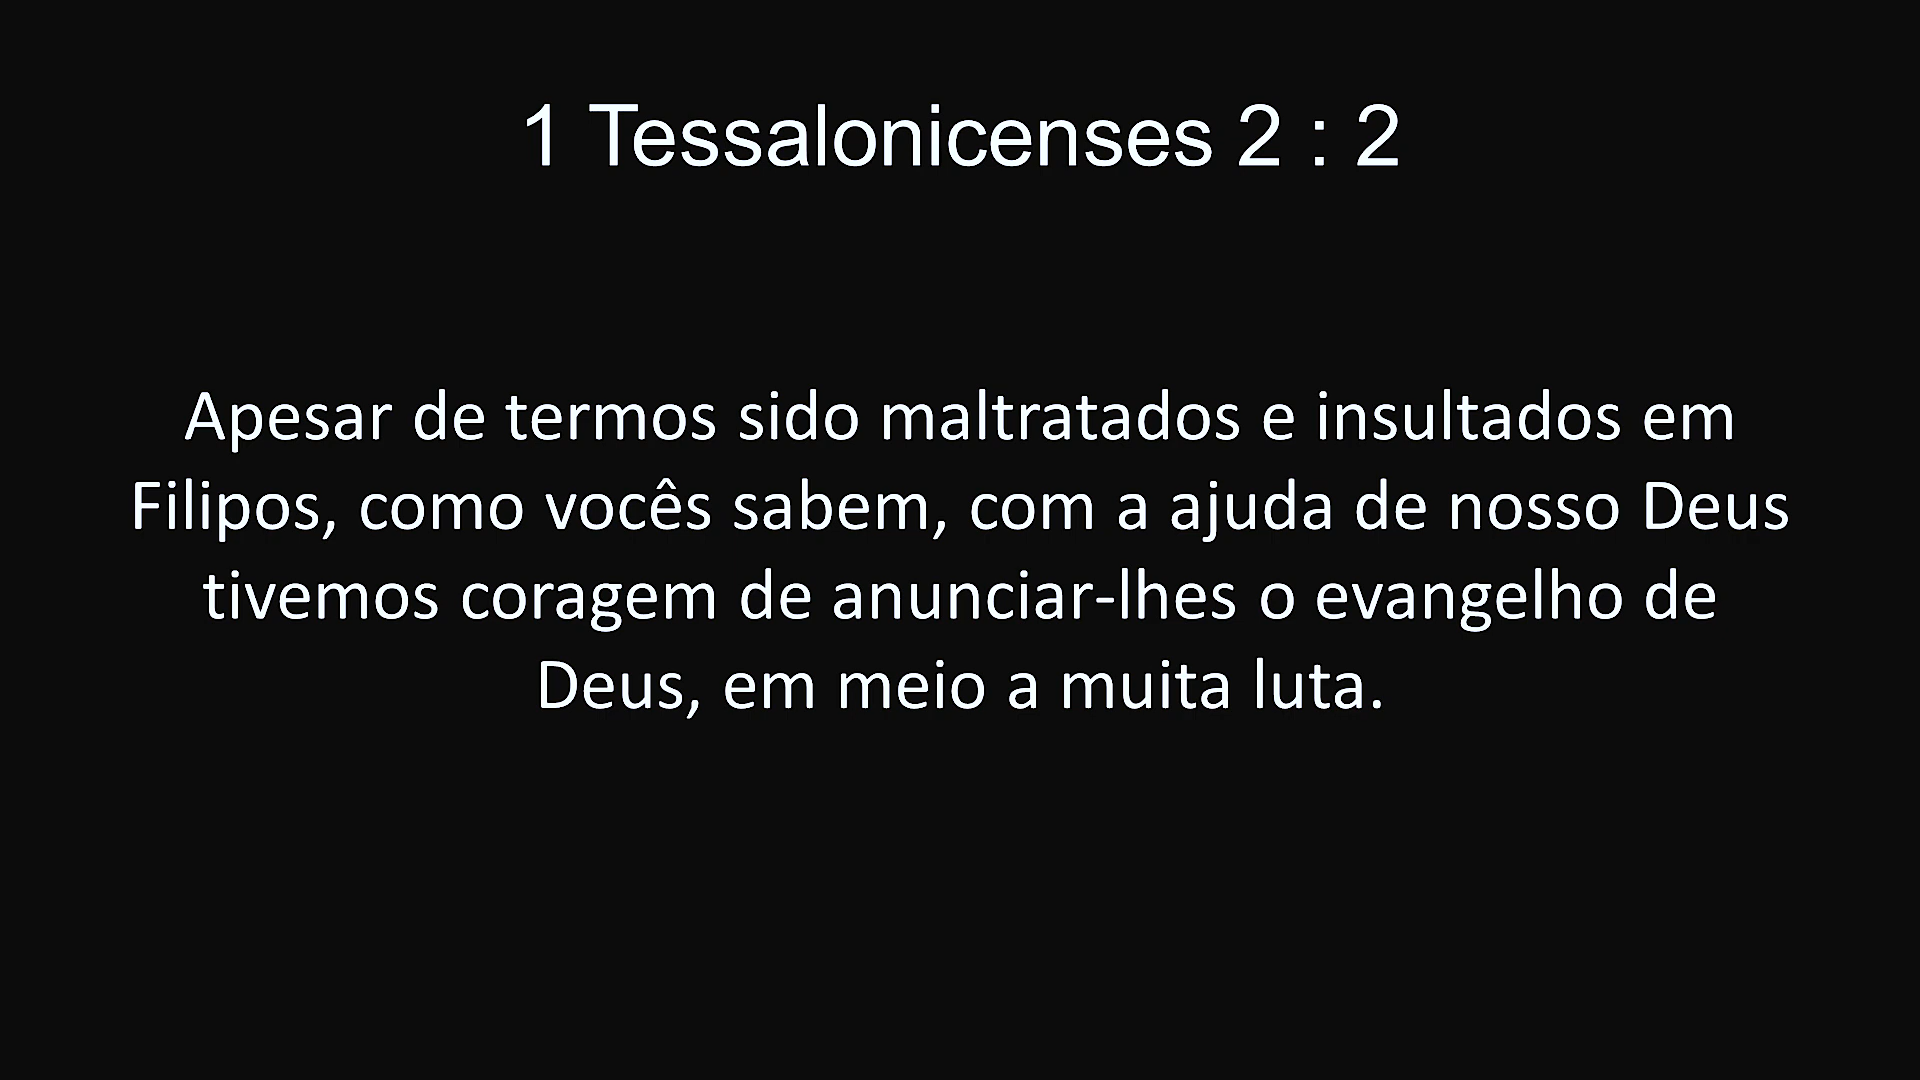 1 Tessalonicenses 2 : 2
Apesar de termos sido maltratados e insultados em
Filipos, como vocês sabem, com a ajuda de nosso Deus
tivemos coragem de anunciar-lhes o evangelho de
Deus, em meio a muita luta.